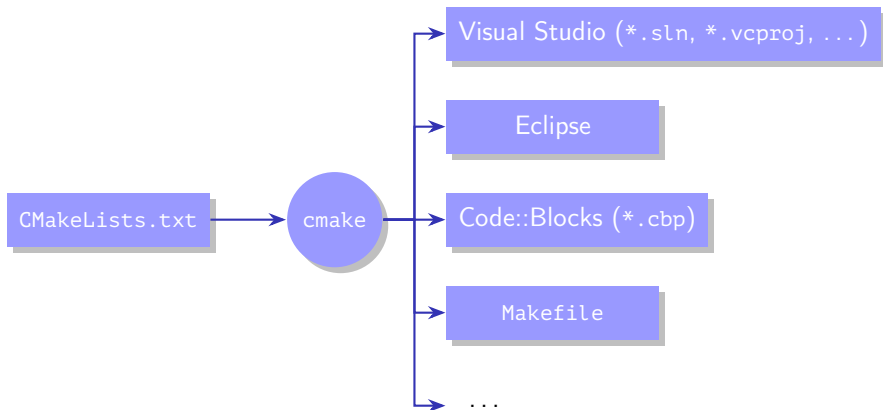 Visual Studio (*.sln, *.vcproj, ...)
Eclipse
CMakeLists.txt
cmake
Code::Blocks (*.cbp)
Makefile
...